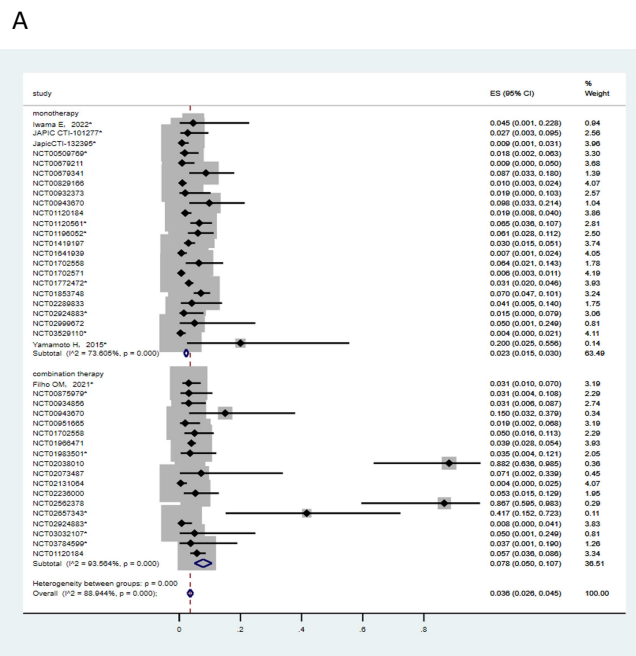 A
study ES (95% CI) % Weight
monotherapy
Iwama E, 2022* 0.045 (0.001, 0.228) 0.94
JAPIC CTI-101277* 0.027 (0.003, 0.095) 2.56
JapicCTI-132395* 0.009 (0.001, 0.031) 3.96
NCT00509769* 0.018 (0.002, 0.063) 3.30
NCT00679211 0.009 (0.000, 0.050) 3.68
NCT00679341 0.087 (0.033, 0.180) 1.39
NCT00829166 0.010 (0.003, 0.024) 4.07
NCT00932373 0.019 (0.000, 0.103) 2.57
NCT00943670 0.098 (0.033, 0.214) 1.04
NCT01120184 0.019 (0.008, 0.040) 3.86
NCT01120561* 0.065 (0.036, 0.107) 2.81
NCT01196052* 0.061 (0.028, 0.112) 2.50
NCT01419197 0.030 (0.015, 0.051) 3.74
NCT01641939 0.007 (0.001, 0.024) 4.05
NCT01702558 0.064 (0.021, 0.143) 1.78
NCT01702571 0.006 (0.003, 0.011) 4.19
NCT01772472* 0.031 (0.020, 0.046) 3.93
NCT01853748 0.070 (0.047, 0.101) 3.24
NCT02289833 0.041 (0.005, 0.140) 1.75
NCT02924883* 0.015 (0.000, 0.079) 3.06
NCT02999672 0.050 (0.001, 0.249) 0.81
NCT03529110* 0.004 (0.000, 0.021) 4.11
Yamamoto H, 2015* 0.200 (0.025, 0.556) 0.14
Subtotal (I^2 = 73.605%, p = 0.000) 0.023 (0.015, 0.030) 63.49
combination therapy
Filho OM, 2021* 0.031 (0.010, 0.070) 3.19
NCT00875979* 0.031 (0.004, 0.108) 2.29
NCT00934856 0.031 (0.006, 0.087) 2.74
NCT00943670* 0.150 (0.032, 0.379) 0.34
NCT00951665 0.019 (0.002, 0.068) 3.19
NCT01702558 0.050 (0.016, 0.113) 2.29
NCT01966471 0.039 (0.028, 0.054) 3.93
NCT01983501* 0.035 (0.004, 0.121) 2.05
NCT02038010 0.882 (0.636, 0.985) 0.36
NCT02073487 0.071 (0.002, 0.339) 0.45
NCT02131064 0.004 (0.000, 0.025) 4.07
NCT02236000 0.053 (0.015, 0.129) 1.95
NCT02562378 0.867 (0.595, 0.983) 0.29
NCT02657343* 0.417 (0.152, 0.723) 0.11
NCT02924883* 0.008 (0.000, 0.041) 3.83
NCT03032107* 0.050 (0.001, 0.249) 0.81
NCT03784599* 0.037 (0.001, 0.190) 1.26
NCT01120184 0.057 (0.036, 0.086) 3.34
Subtotal (I^2 = 93.564%, p = 0.000) 0.078 (0.050, 0.107) 36.51
Heterogeneity between groups: p = 0.000
Overall (I^2 = 88.944%, p = 0.000); 0.036 (0.026, 0.045) 100.00
0 .2 .4 .6 .8